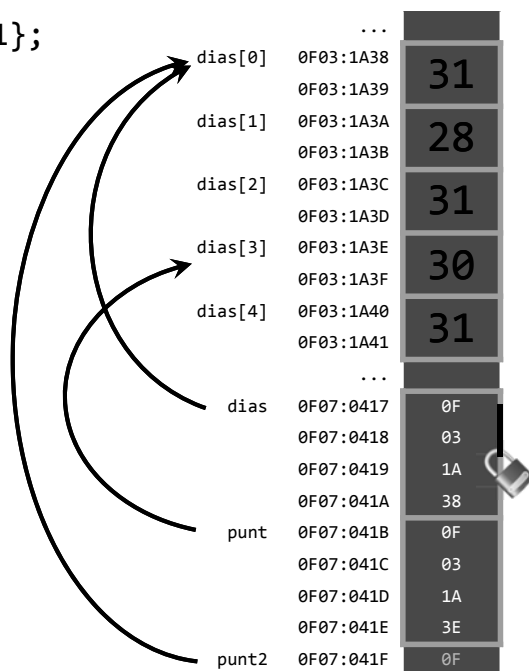 1};
...
dias[0] 0F03:1A38 31
0F03:1A39
dias[1] 0F03:1A3A 28
0F03:1A3B
dias[2] 0F03:1A3C 31
0F03:1A3D
dias[3] 0F03:1A3E 30
0F03:1A3F
dias[4] 0F03:1A40 31
0F03:1A41
...
dias 0F07:0417 0F
0F07:0418 03
0F07:0419 1A
0F07:041A 38
punt 0F07:041B 0F
0F07:041C 03
0F07:041D 1A
0F07:041E 3E
punt2 0F07:041F 0F